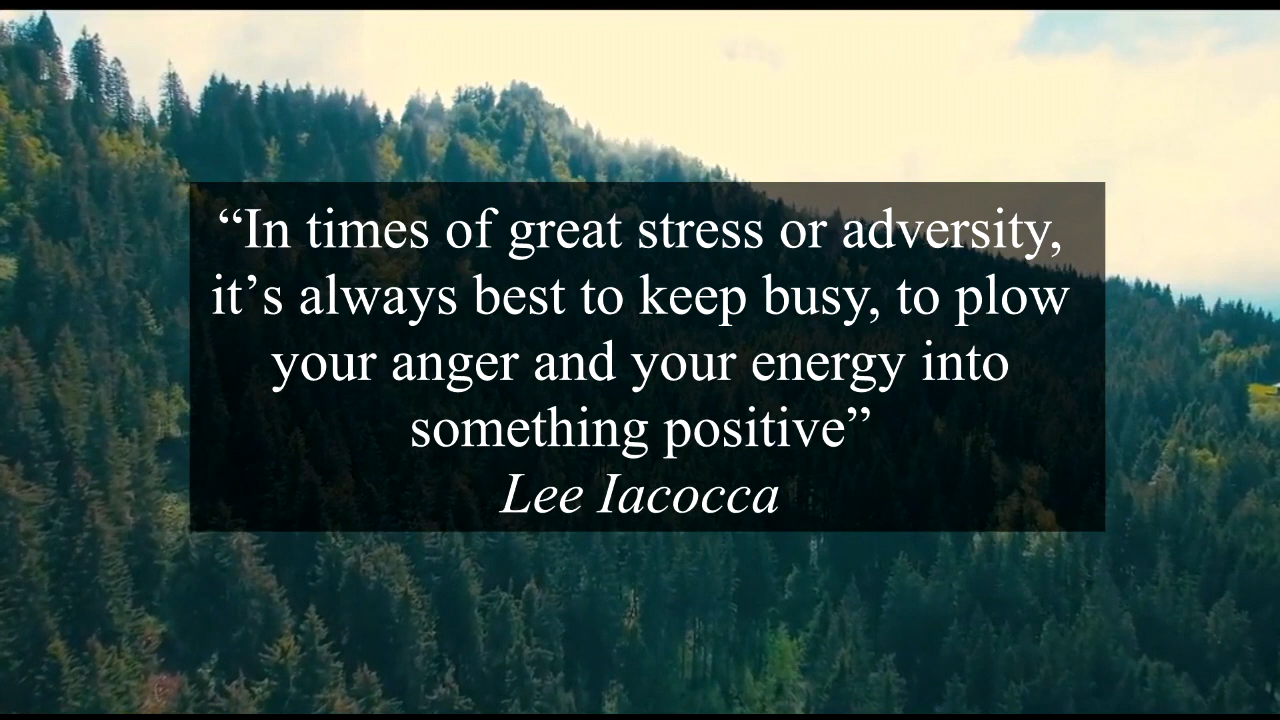 “In times of great stress or adversity,
it’s always best to keep busy, to plow
your anger and your energy into
something positive”
Lee Iacocca